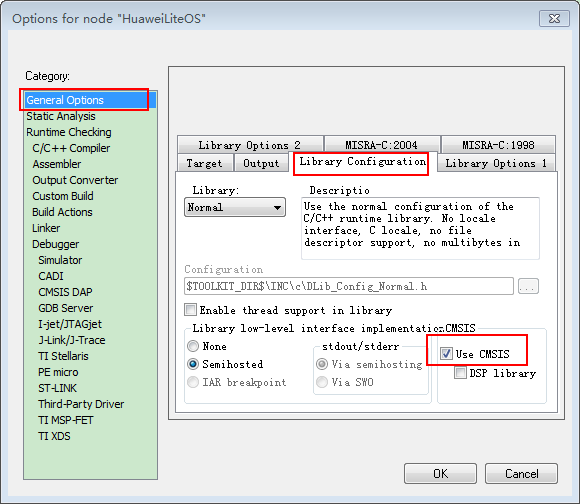 Options for node "HuaweiLiteOS"
Category:
General Options
Static Analysis
Runtime Checking
C/C++ Compiler
Assembler
Output Converter
Custom Build
Build Actions
Linker
Debugger
Simulator
CADI
CMSIS DAP
GDB Server
I-jet/JTAGjet
J-Link/J-Trace
TI Stellaris
PE micro
ST-LINK
Third-Party Driver
TI MSP-FET
TI XDS
Library Options 2 MISRA-C:2004 MISRA-C:1998
Target Output Library Configuration Library Options 1
Library: Descriptio
Normal
Use the normal configuration of the
C/C++ runtime library. No locale
interface, C locale, no file
descriptor support, no multibytes in
Configuration
$TOOLKIT_DIR$\INC\c\DLib_Config_Normal.h ...
Enable thread support in library
Library low-level interface implementation CMSIS
None stdout/stderr
Semihosted Via semihosting
IAR breakpoint Via SWO
Use CMSIS
DSP library
OK Cancel